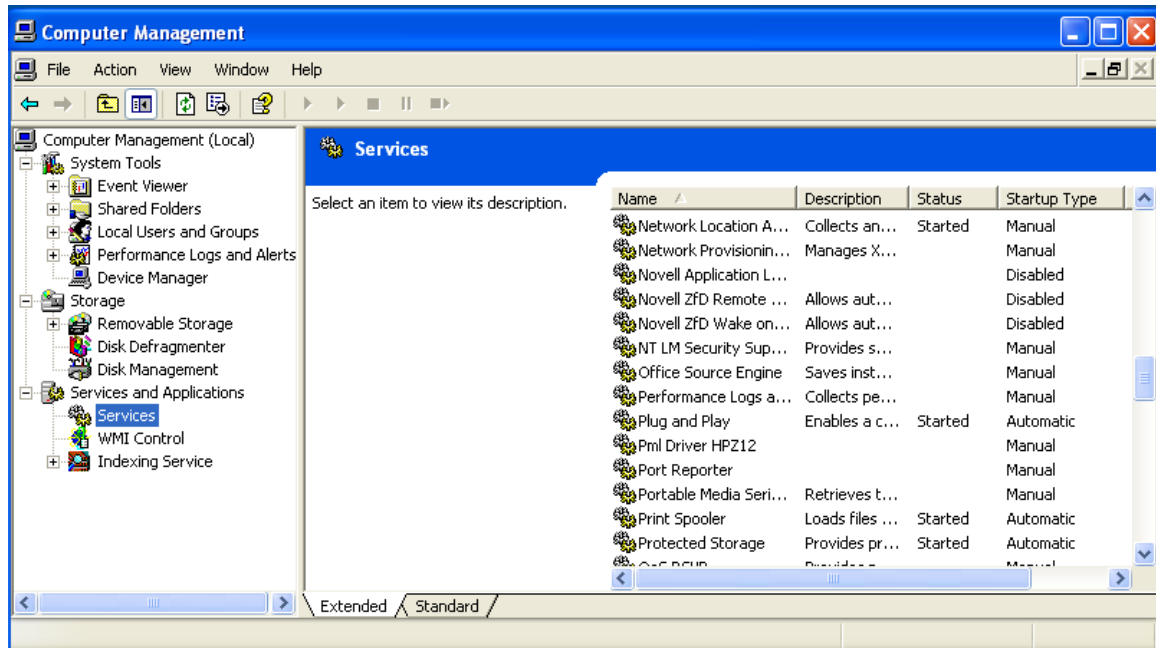 Computer Management
File Action View Window Help
Computer Management (Local)
System Tools
Event Viewer
Shared Folders
Local Users and Groups
Performance Logs and Alerts
Device Manager
Storage
Removable Storage
Disk Defragmenter
Disk Management
Services and Applications
Services
WMI Control
Indexing Service
Services
Select an item to view its description.
Name Description Status Startup Type
Network Location A... Collects an... Started Manual
Network Provisionin... Manages X... Manual
Novell Application L... Disabled
Novell ZfD Remote ... Allows aut... Disabled
Novell ZfD Wake on... Allows aut... Disabled
NT LM Security Sup... Provides s... Manual
Office Source Engine Saves inst... Manual
Performance Logs a... Collects pe... Manual
Plug and Play Enables a c... Started Automatic
Pml Driver HPZ12 Manual
Port Reporter Manual
Portable Media Seri... Retrieves t... Manual
Print Spooler Loads files ... Started Automatic
Protected Storage Provides pr... Started Automatic
Extended Standard